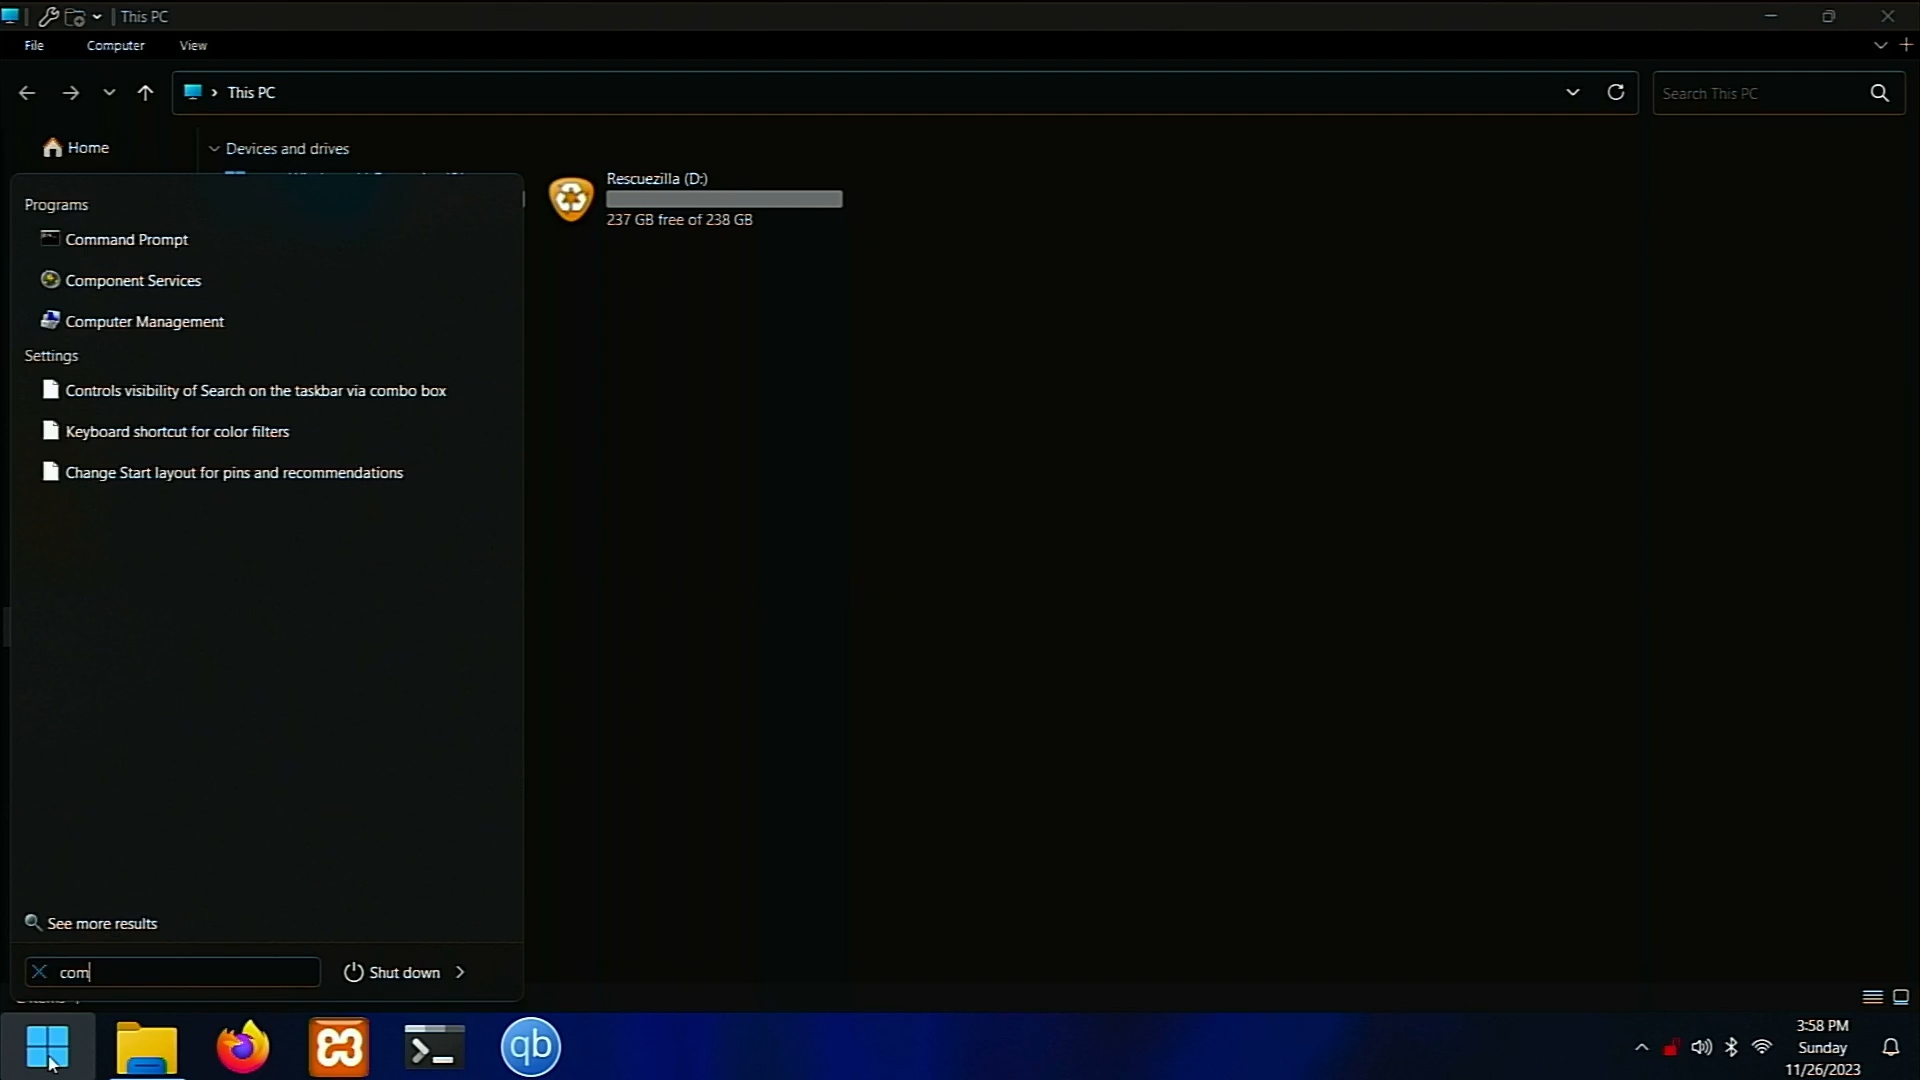 This PC
File Computer View
This PC
Search This PC
Home
Devices and drives
Rescuezilla (D:)
237 GB free of 238 GB
Programs
Command Prompt
Component Services
Computer Management
Settings
Controls visibility of Search on the taskbar via combo box
Keyboard shortcut for color filters
Change Start layout for pins and recommendations
See more results
com
Shut down
qb
3:58 PM
Sunday
11/26/2023